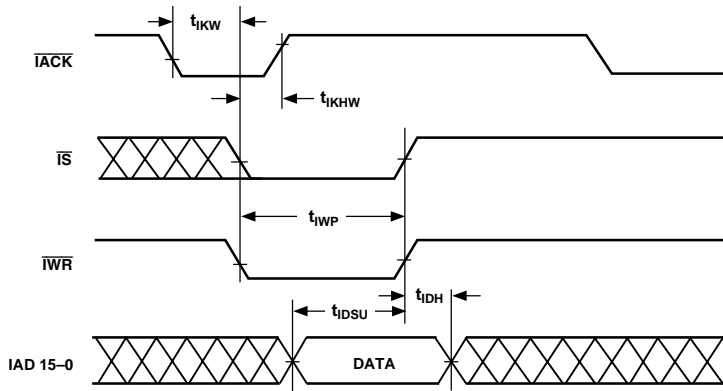 tIKW
IACK
tIKHW
IS
tIWP
IWR
tIDSU
tIDH
IAD 15–0
DATA